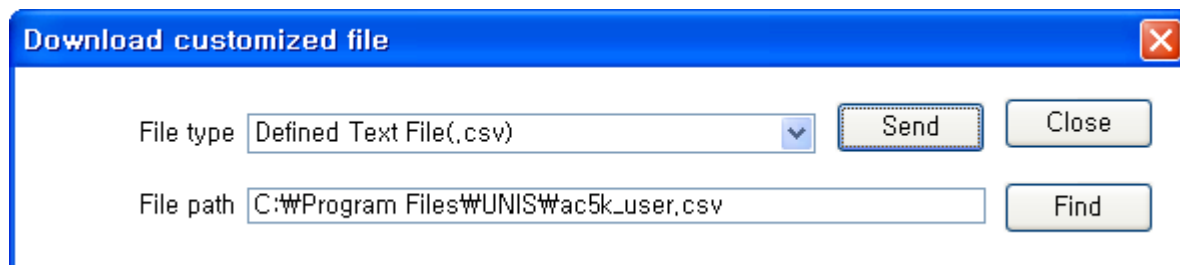 Download customized file
File type Defined Text File(,csv) Send Close
File path C:₩Program Files₩UNIS₩ac5k_user,csv Find